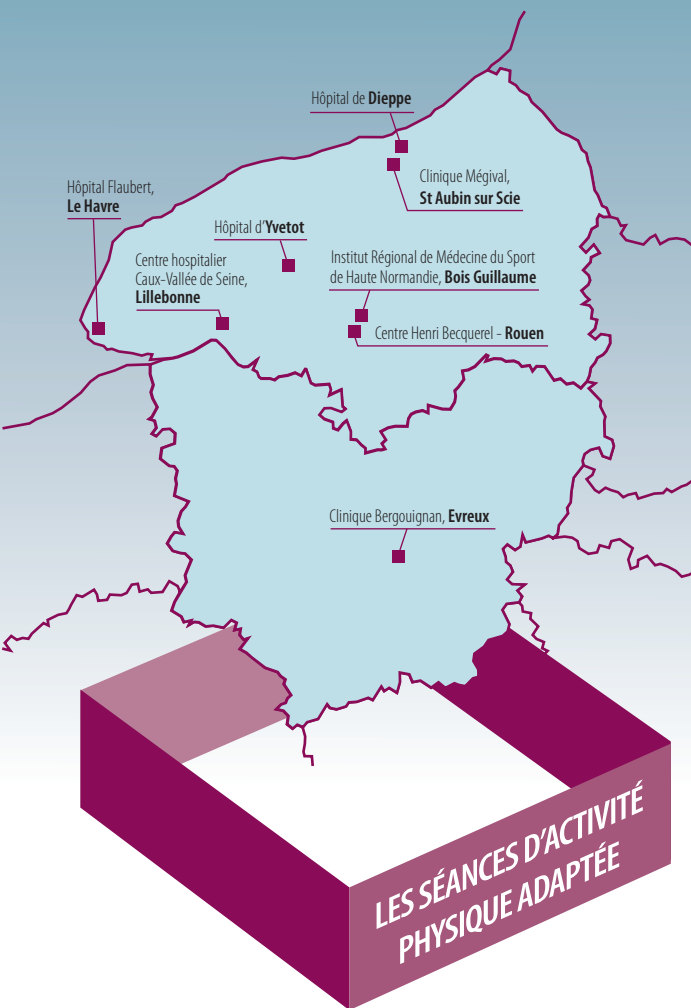 Hôpital de Dieppe
Clinique Mégival,
St Aubin sur Scie
Hôpital Flaubert,
Le Havre
Hôpital d'Yvetot
Centre hospitalier
Caux-Vallée de Seine,
Lillebonne
Institut Régional de Médecine du Sport
de Haute Normandie, Bois Guillaume
Centre Henri Becquerel - Rouen
Clinique Bergouignan, Evreux
LES SÉANCES D'ACTIVITÉ
PHYSIQUE ADAPTÉE